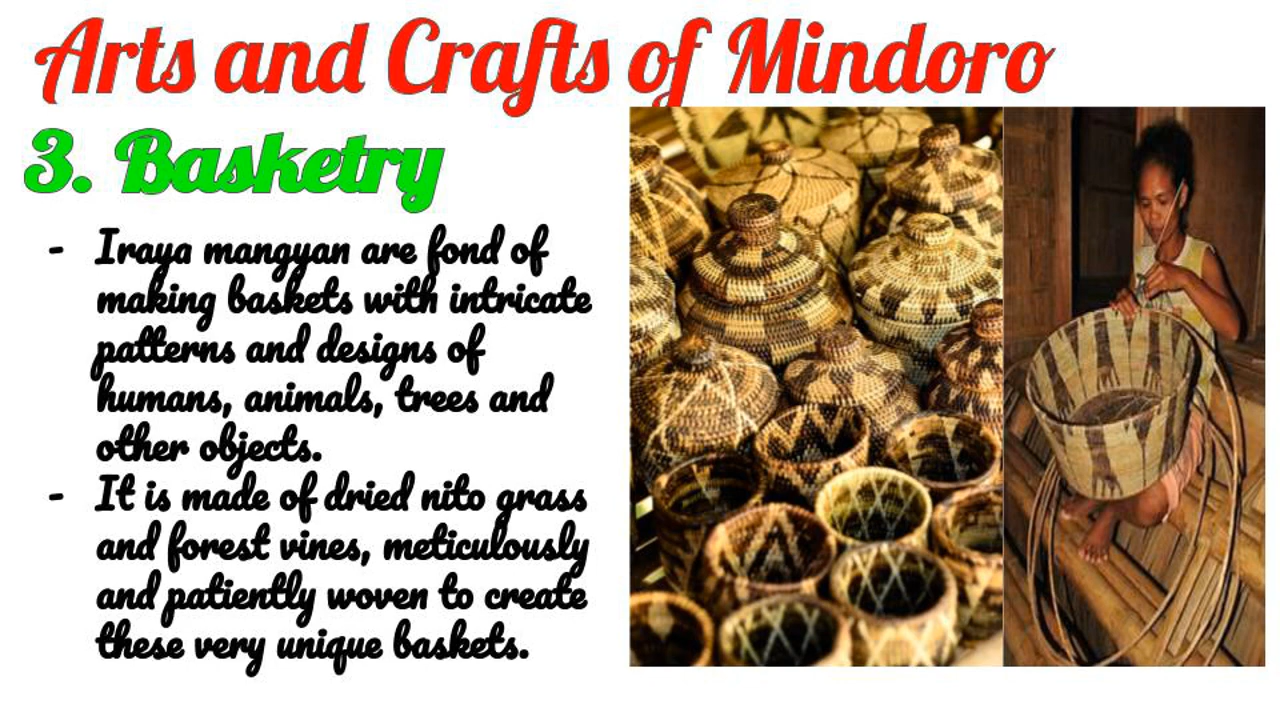 Arts and Crafts of Mindoro
3. Basketry
- Iraya mangyan are fond of
making baskets with intricate
patterns and designs of
humans, animals, trees and
other objects.
- It is made of dried nito grass
and forest vines, meticulously
and patiently woven to create
these very unique baskets.